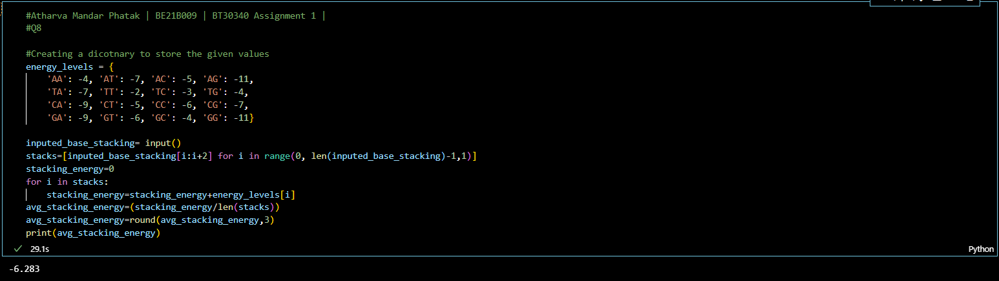 #Atharva Mandar Phatak | BE21B009 | BT30340 Assignment 1 |
#Q8
#Creating a dicotnary to store the given values
energy_levels = {
'AA': -4, 'AT': -7, 'AC': -5, 'AG': -11,
'TA': -7, 'TT': -2, 'TC': -3, 'TG': -4,
'CA': -9, 'CT': -5, 'CC': -6, 'CG': -7,
'GA': -9, 'GT': -6, 'GC': -4, 'GG': -11}
inputed_base_stacking= input()
stacks=[inputed_base_stacking[i:i+2] for i in range(0, len(inputed_base_stacking)-1,1)]
stacking_energy=0
for i in stacks:
stacking_energy=stacking_energy+energy_levels[i]
avg_stacking_energy=(stacking_energy/len(stacks))
avg_stacking_energy=round(avg_stacking_energy,3)
print(avg_stacking_energy)
29.1s
Python
-6.283